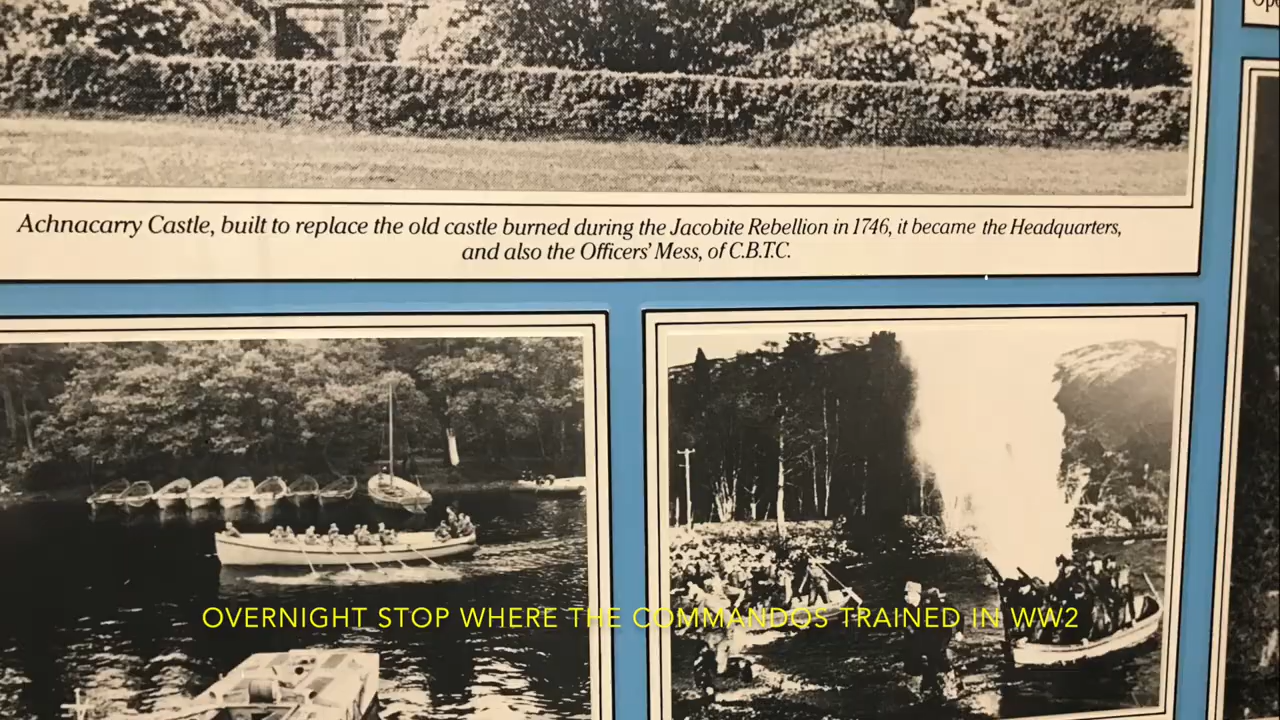 Achnacarry Castle, built to replace the old castle burned during the Jacobite Rebellion in 1746, it became the Headquarters,
and also the Officers' Mess, of C.B.T.C.
OVERNIGHT STOP WHERE THE COMMANDOS TRAINED IN WW2